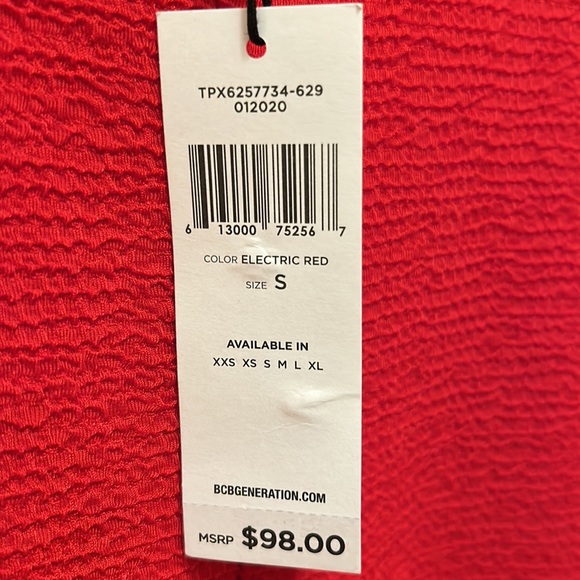 TPX6257734-629
012020
6 13000 75256 7
COLOR ELECTRIC RED
SIZE S
AVAILABLE IN
XXS XS S M L XL
BCBGENERATION.COM
MSRP $98.00